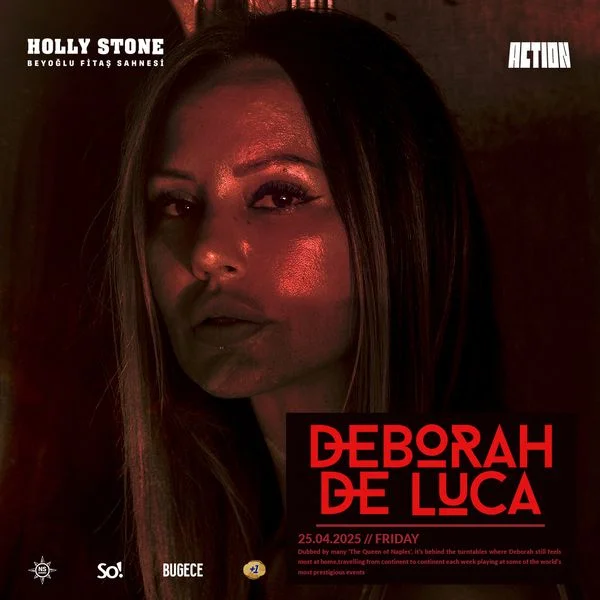 HOLLY STONE
BEYOĞLU FİTAŞ SAHNESİ
ACTION
DEBORAH
DE LUCA
25.04.2025 // FRIDAY
Dubbed by many 'The Queen of Naples', it's behind the turntables where Deborah still feels
most at home,travelling from continent to continent each week playing at some of the world's
most prestigious events
NS
So!
BUGECE
+1